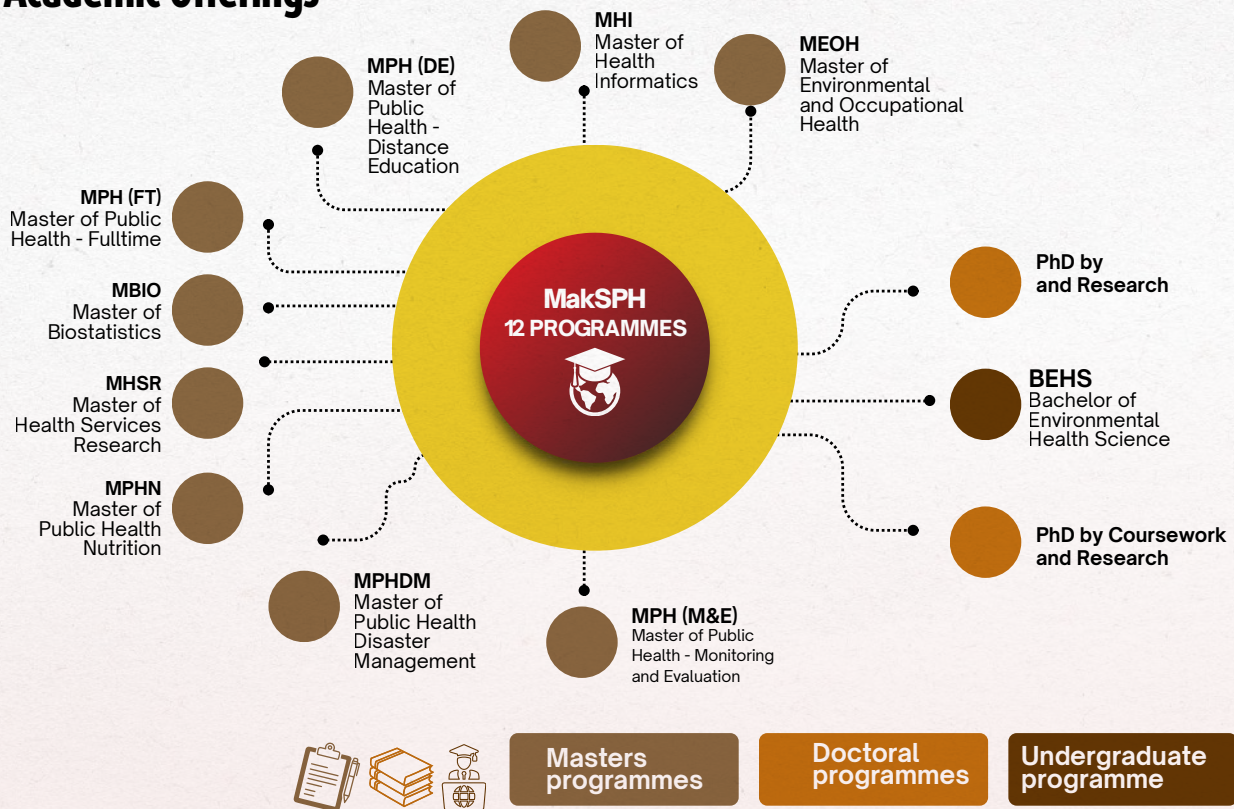 Academic offerings
MHI
Master of
Health
Informatics
MEOH
Master of
Environmental
and Occupational
Health
MPH (DE)
Master of
Public
Health -
Distance
Education
MPH (FT)
Master of Public
Health - Fulltime
MBIO
Master of
Biostatistics
MHSR
Master of
Health Services
Research
MPHN
Master of
Public Health
Nutrition
MakSPH
12 PROGRAMMES
PhD by
and Research
BEHS
Bachelor of
Environmental
Health Science
PhD by Coursework
and Research
MPHDM
Master of
Public Health
Disaster
Management
MPH (M&E)
Master of Public
Health - Monitoring
and Evaluation
Masters
programmes
Doctoral
programmes
Undergraduate
programme